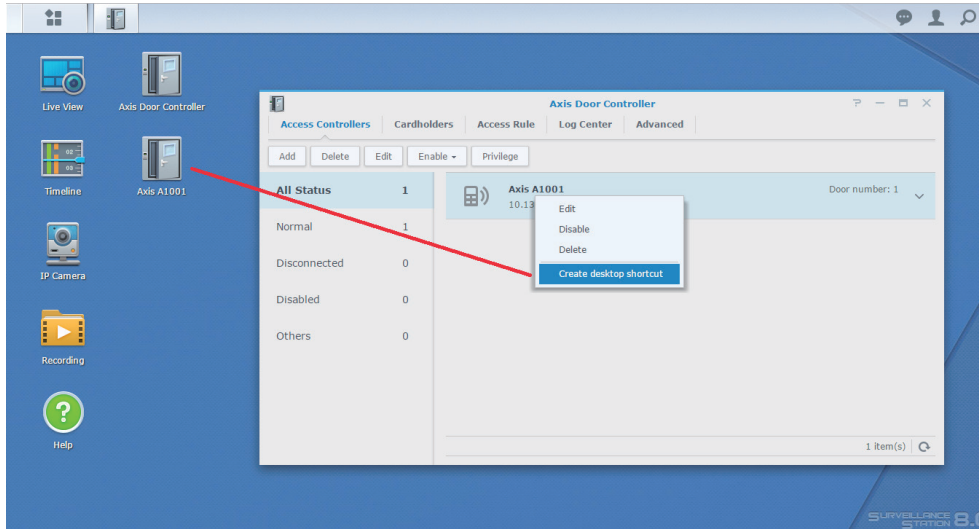 Live View
Axis Door Controller
Timeline
Axis A1001
IP Camera
Recording
Help
Axis Door Controller
Access Controllers Cardholders Access Rule Log Center Advanced
Add Delete Edit Enable Privilege
All Status 1
Normal 1
Disconnected 0
Disabled 0
Others 0
Axis A1001 Door number: 1
10.13
Edit
Disable
Delete
Create desktop shortcut
1 item(s)
SURVEILLANCE
STATION 8.